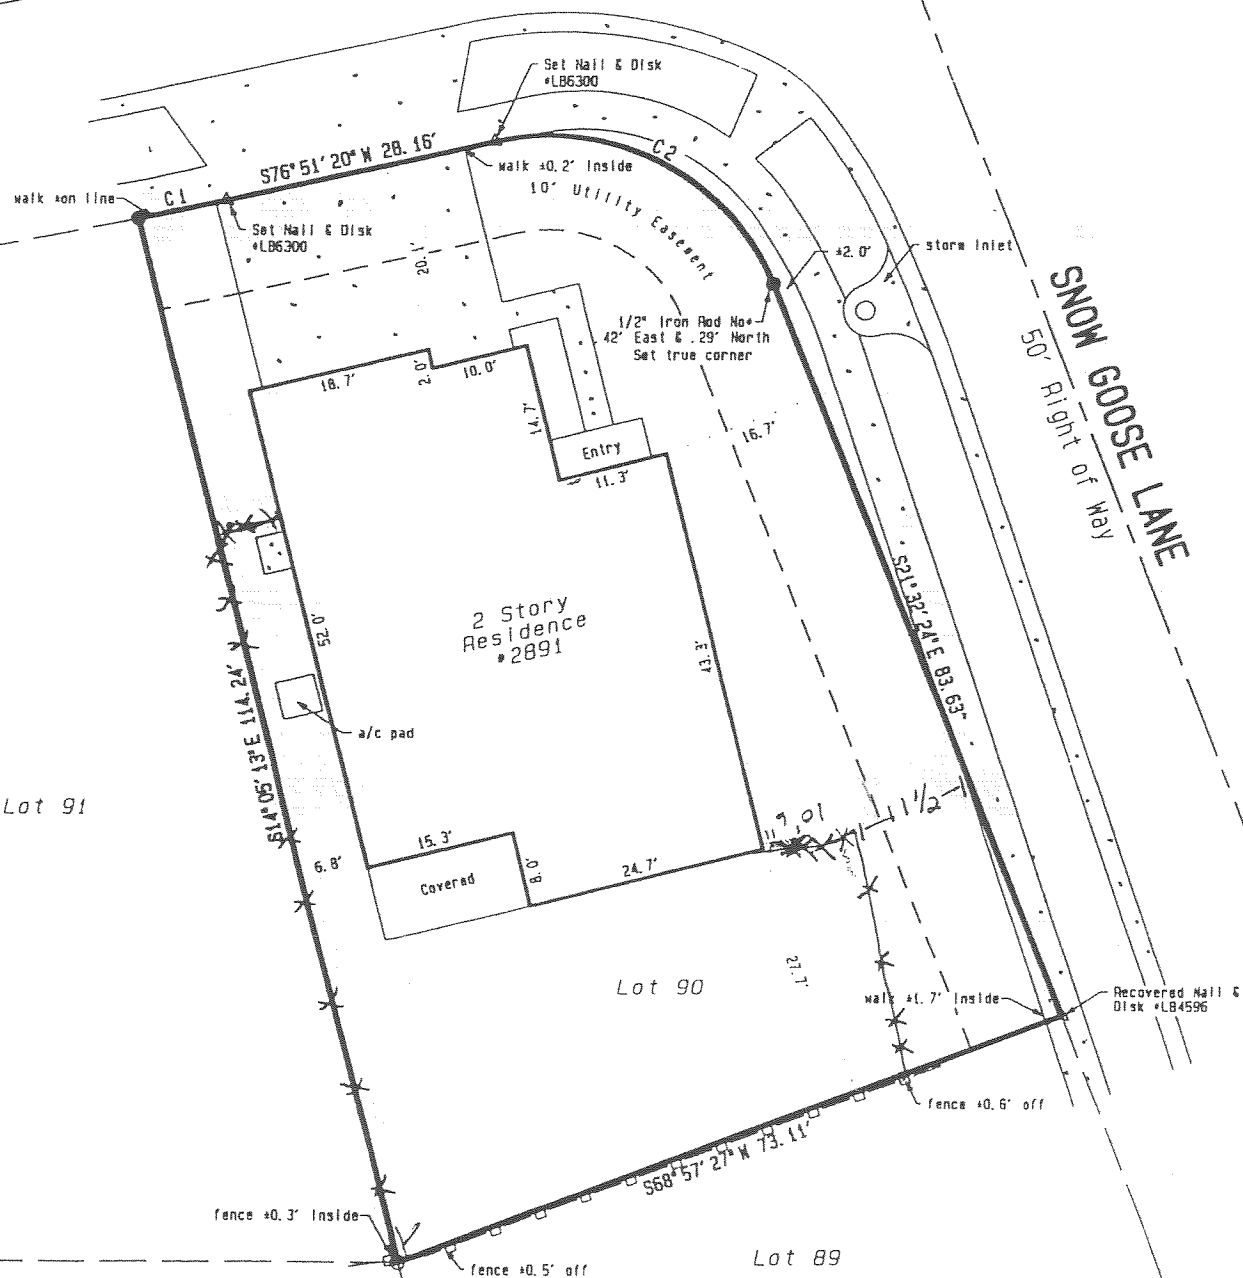 Set Nail & Disk
#LB6300
S76° 51' 20" W 28.16'
C2
walk ±0.2' Inside
10' Utility Easement
walk ±on line
C1
Set Nail & Disk
#LB6300
20.1'
±2.0'
storm Inlet
1/2" Iron Rod No#
.42' East & .29' North
Set true corner
SNOW GOOSE LANE
50' Right of Way
18.7'
2.0'
10.0'
14.7'
Entry
11.3'
16.7'
52.0'
2 Story
Residence
#2891
43.3'
S21° 32' 24" E 83.63'
S14° 05' 13" E 114.24'
a/c pad
Lot 91
11 1/2
15.3'
6.8'
Covered
8.0'
24.7'
27.7'
Lot 90
walk ±1.7' Inside
Recovered Nail &
Disk #LB4596
fence ±0.6' off
S68° 57' 27" W 73.11'
fence ±0.3' Inside
fence ±0.5' off
Lot 89